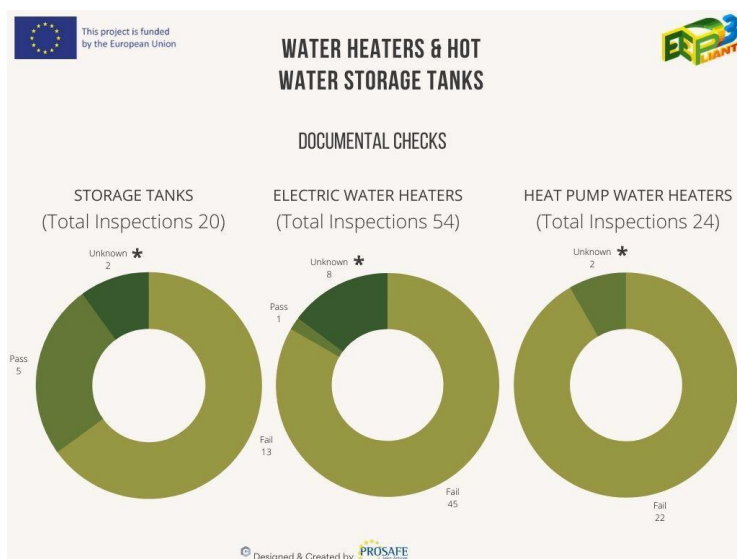 This project is funded
by the European Union
EEP3
LIANT
WATER HEATERS & HOT
WATER STORAGE TANKS
DOCUMENTAL CHECKS
STORAGE TANKS
(Total Inspections 20)
Unknown *
2
Pass
5
Fail
13
ELECTRIC WATER HEATERS
(Total Inspections 54)
Unknown *
8
Pass
1
Fail
45
HEAT PUMP WATER HEATERS
(Total Inspections 24)
Unknown *
2
Fail
22
Designed & Created by PROSAFE